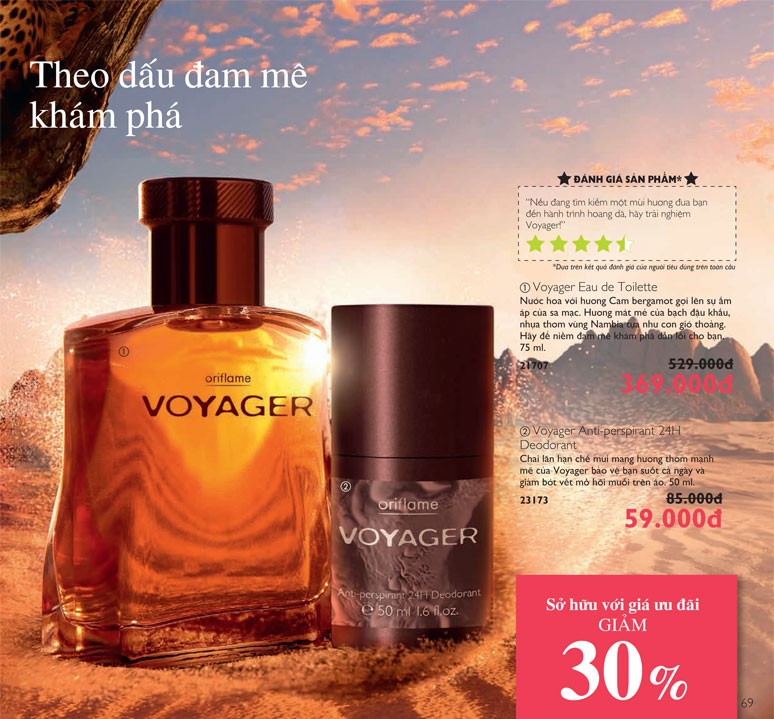 Theo dấu đam mê
khám phá
★ ĐÁNH GIÁ SẢN PHẨM* ★
“Nếu đang tìm kiếm một mùi hương đưa bạn
đến hành trình hoang dã, hãy trải nghiệm
Voyager!”
*Dựa trên kết quả đánh giá của người tiêu dùng trên toàn cầu
① Voyager Eau de Toilette
Nước hoa với hương Cam bergamot gợi lên sự ấm
áp của sa mạc. Hương mát mẻ của bạch đậu khấu,
nhựa thơm vùng Nambia tựa như cơn gió thoảng.
Hãy để niềm đam mê khám phá dẫn lối cho bạn.
75 ml.
21707 529.000đ
369.000đ
② Voyager Anti-perspirant 24H
Deodorant
Chai lăn hạn chế mùi mang hương thơm mạnh
mẽ của Voyager bảo vệ bạn suốt cả ngày và
giảm bớt vết mồ hôi muối trên áo. 50 ml.
23173 85.000đ
59.000đ
①
oriflame
VOYAGER
②
oriflame
VOYAGER
Anti-perspirant 24H Deodorant
℮ 50 ml 1.6 fl.oz.
Sở hữu với giá ưu đãi
GIẢM
30%
69